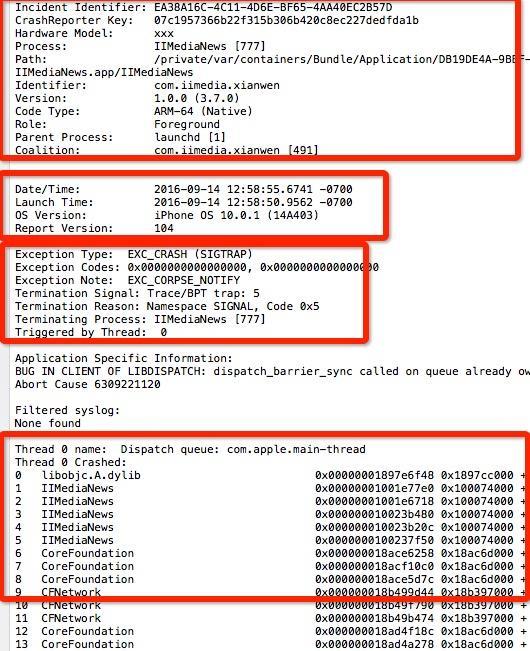 Incident Identifier: EA38A16C-4C11-4D6E-BF65-4AA40EC2B57D
CrashReporter Key: 07c1957366b22f315b306b420c8ec227dedfda1b
Hardware Model: xxx
Process: IIMediaNews [777]
Path: /private/var/containers/Bundle/Application/DB19DE4A-9BEF-
IIMediaNews.app/IIMediaNews
Identifier: com.iimedia.xianwen
Version: 1.0.0 (3.7.0)
Code Type: ARM-64 (Native)
Role: Foreground
Parent Process: launchd [1]
Coalition: com.iimedia.xianwen [491]
Date/Time: 2016-09-14 12:58:55.6741 -0700
Launch Time: 2016-09-14 12:58:50.9562 -0700
OS Version: iPhone OS 10.0.1 (14A403)
Report Version: 104
Exception Type: EXC_CRASH (SIGTRAP)
Exception Codes: 0x0000000000000000, 0x0000000000000000
Exception Note: EXC_CORPSE_NOTIFY
Termination Signal: Trace/BPT trap: 5
Termination Reason: Namespace SIGNAL, Code 0x5
Terminating Process: IIMediaNews [777]
Triggered by Thread: 0
Application Specific Information:
BUG IN CLIENT OF LIBDISPATCH: dispatch_barrier_sync called on queue already ow
Abort Cause 6309221120
Filtered syslog:
None found
Thread 0 name: Dispatch queue: com.apple.main-thread
Thread 0 Crashed:
0 libobjc.A.dylib 0x00000001897e6f48 0x1897cc000 +
1 IIMediaNews 0x00000001001e77e0 0x100074000 +
2 IIMediaNews 0x00000001001e6718 0x100074000 +
3 IIMediaNews 0x000000010023b480 0x100074000 +
4 IIMediaNews 0x000000010023b20c 0x100074000 +
5 IIMediaNews 0x0000000100237f50 0x100074000 +
6 CoreFoundation 0x000000018ace6258 0x18ac6d000 +
7 CoreFoundation 0x000000018acf10c0 0x18ac6d000 +
8 CoreFoundation 0x000000018ace5d7c 0x18ac6d000 +
9 CFNetwork 0x000000018b499d44 0x18b397000 +
10 CFNetwork 0x000000018b49f790 0x18b397000 +
11 CFNetwork 0x000000018b49b474 0x18b397000 +
12 CoreFoundation 0x000000018ad4f18c 0x18ac6d000 +
13 CoreFoundation 0x000000018ad4a278 0x18ac6d000 +